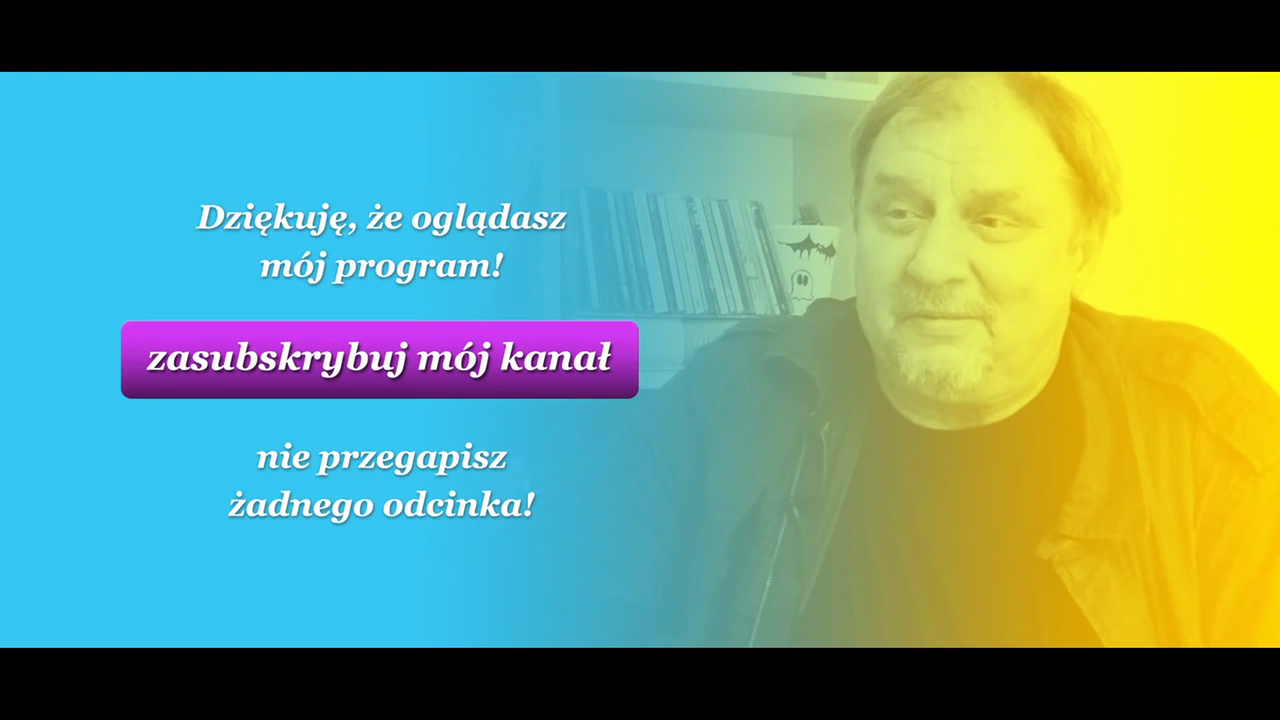 Dziękuję, że oglądasz
mój program!
zasubskrybuj mój kanał
nie przegapisz
żadnego odcinka!